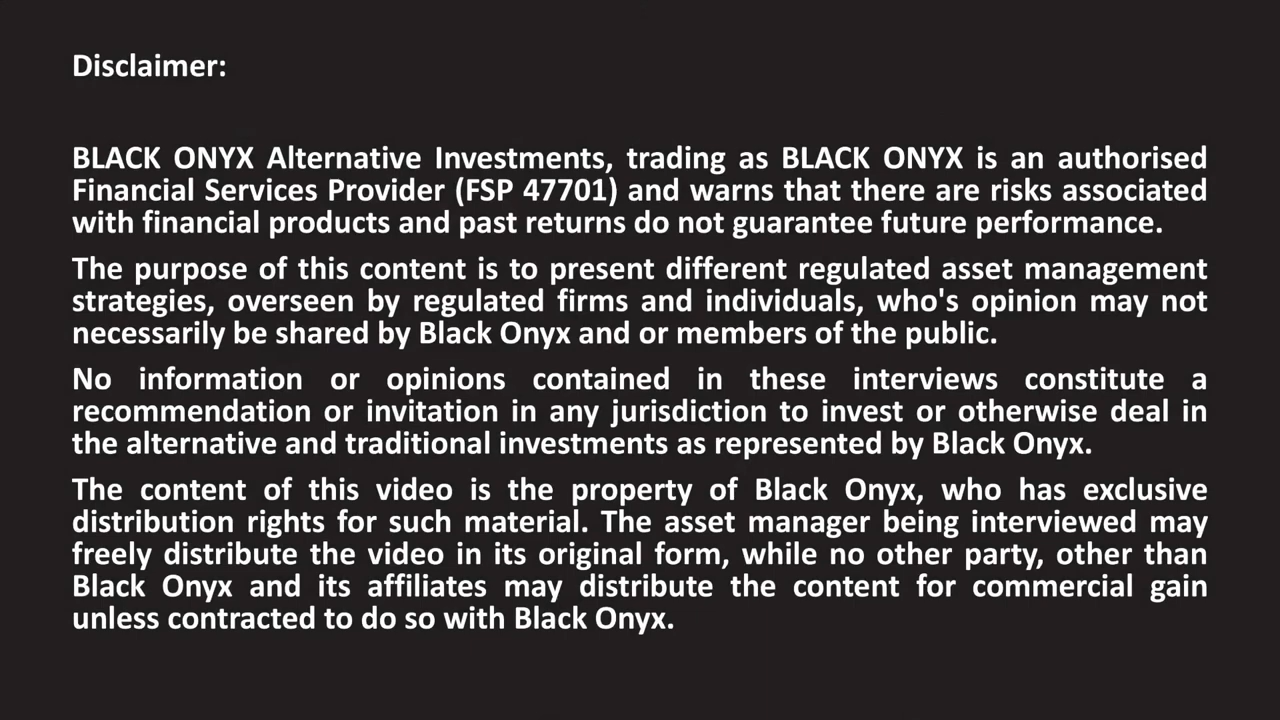 Disclaimer:
BLACK ONYX Alternative Investments, trading as BLACK ONYX is an authorised
Financial Services Provider (FSP 47701) and warns that there are risks associated
with financial products and past returns do not guarantee future performance.
The purpose of this content is to present different regulated asset management
strategies, overseen by regulated firms and individuals, who's opinion may not
necessarily be shared by Black Onyx and or members of the public.
No information or opinions contained in these interviews constitute a
recommendation or invitation in any jurisdiction to invest or otherwise deal in
the alternative and traditional investments as represented by Black Onyx.
The content of this video is the property of Black Onyx, who has exclusive
distribution rights for such material. The asset manager being interviewed may
freely distribute the video in its original form, while no other party, other than
Black Onyx and its affiliates may distribute the content for commercial gain
unless contracted to do so with Black Onyx.